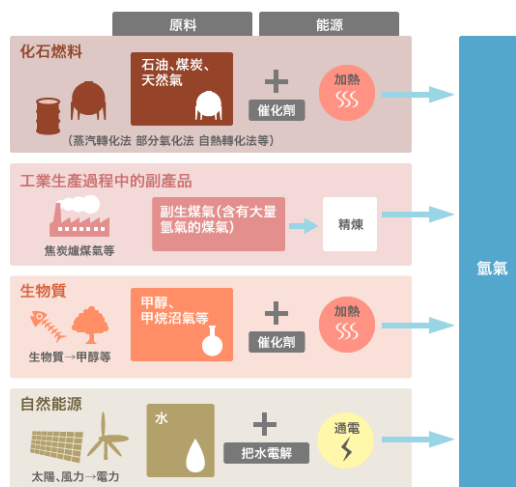 原料
能源
化石燃料
石油、煤炭、
天然氣
催化劑
加熱
(蒸汽轉化法 部分氧化法 自熱轉化法等)
工業生產過程中的副產品
副生煤氣(含有大量
氫氣的煤氣)
精煉
焦炭爐煤氣等
生物質
甲醇、
甲烷沼氣等
催化劑
加熱
生物質→甲醇等
自然能源
水
把水電解
通電
太陽、風力→電力
氫氣